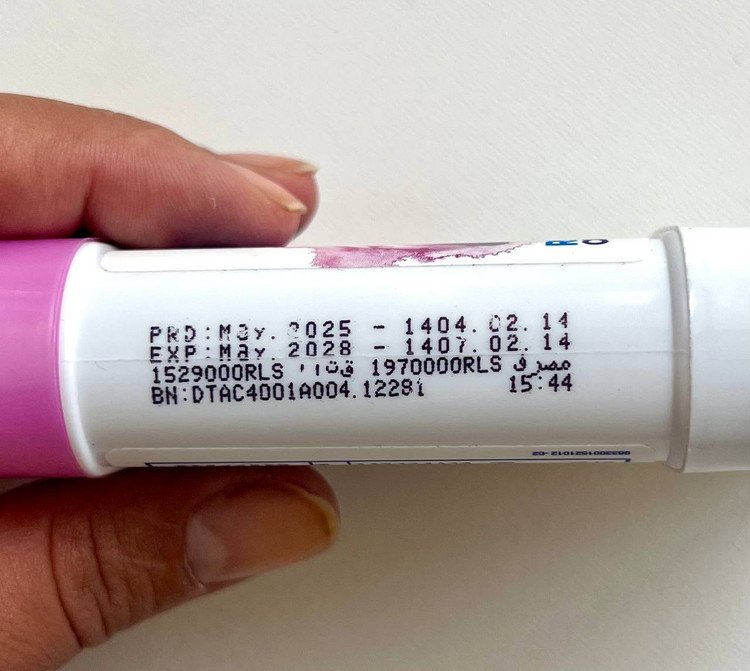 R
PRD:May. 2025 - 1404.02.14
EXP:May. 2028 - 1407.02.14
1529000RLS 1970000RLS مصرف
BN:DTAC4001A004.12281 15:44